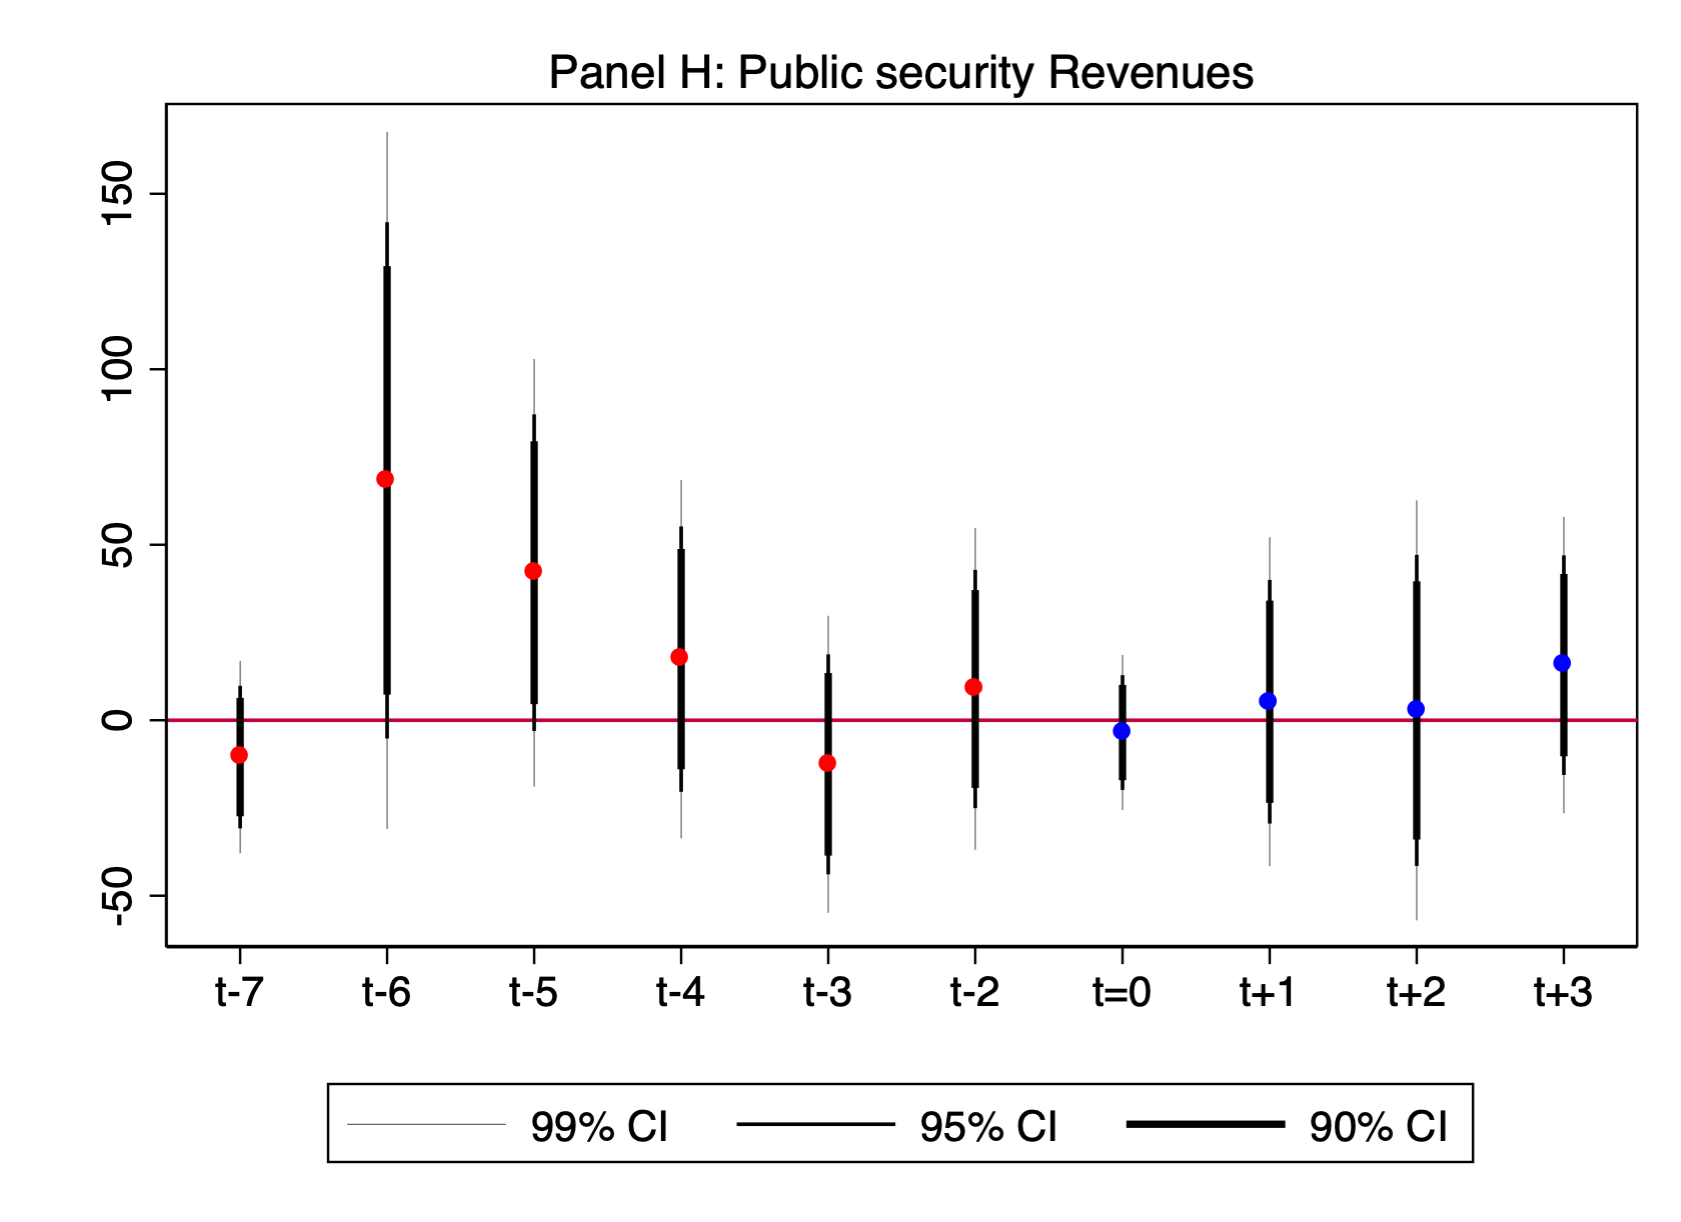 Panel H: Public security Revenues
150
100
50
0
-50
t-7 t-6 t-5 t-4 t-3 t-2 t=0 t+1 t+2 t+3
99% CI 95% CI 90% CI